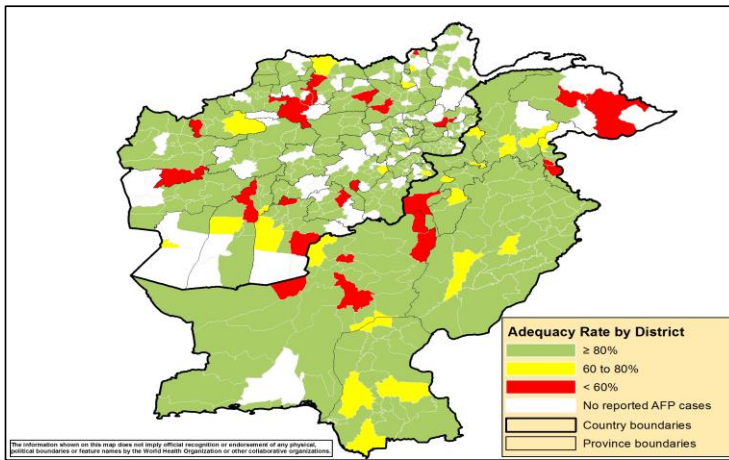 Adequacy Rate by District
≥ 80%
60 to 80%
< 60%
No reported AFP cases
Country boundaries
Province boundaries
The information shown on this map does not imply official recognition or endorsement of any physical,
political boundaries or feature names by the World Health Organization or other collaborative organizations.